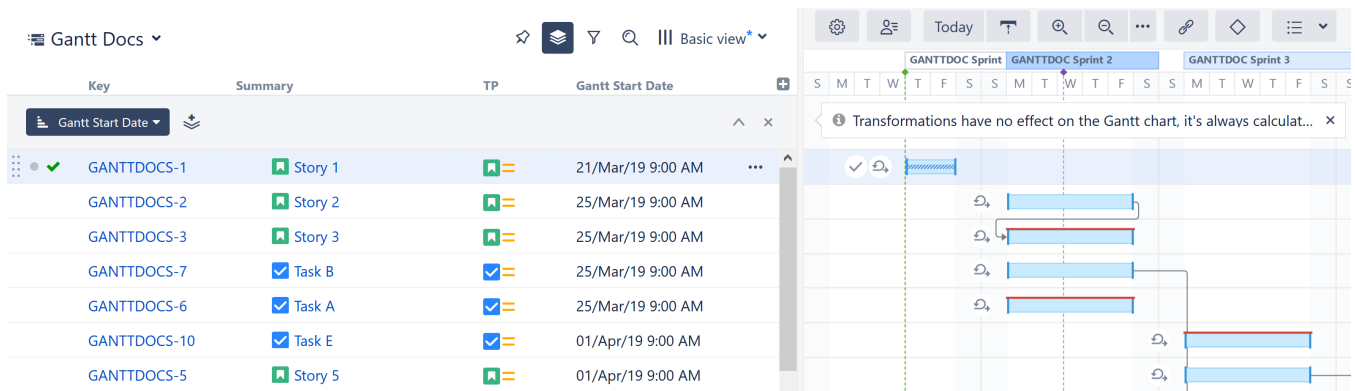 Gantt Docs
Basic view*
Today
GANTTDOC Sprint
GANTTDOC Sprint 2
GANTTDOC Sprint 3
Key Summary TP Gantt Start Date
S M T W T F S S M T W T F S S M T W T F S S
Gantt Start Date
Transformations have no effect on the Gantt chart, it's always calculat...
GANTTDOCS-1 Story 1 21/Mar/19 9:00 AM
GANTTDOCS-2 Story 2 25/Mar/19 9:00 AM
GANTTDOCS-3 Story 3 25/Mar/19 9:00 AM
GANTTDOCS-7 Task B 25/Mar/19 9:00 AM
GANTTDOCS-6 Task A 25/Mar/19 9:00 AM
GANTTDOCS-10 Task E 01/Apr/19 9:00 AM
GANTTDOCS-5 Story 5 01/Apr/19 9:00 AM